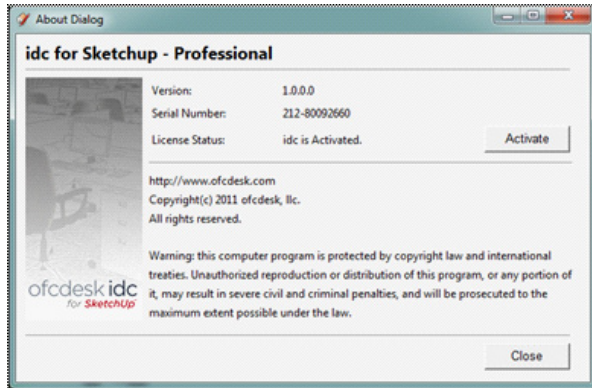 About Dialog
idc for Sketchup - Professional
Version: 1.0.0.0
Serial Number: 212-80092660
License Status: idc is Activated.
Activate
http://www.ofcdesk.com
Copyright(c) 2011 ofcdesk, llc.
All rights reserved.
Warning: this computer program is protected by copyright law and international
treaties. Unauthorized reproduction or distribution of this program, or any portion of
it, may result in severe civil and criminal penalties, and will be prosecuted to the
maximum extent possible under the law.
ofcdesk idc
for SketchUp
Close